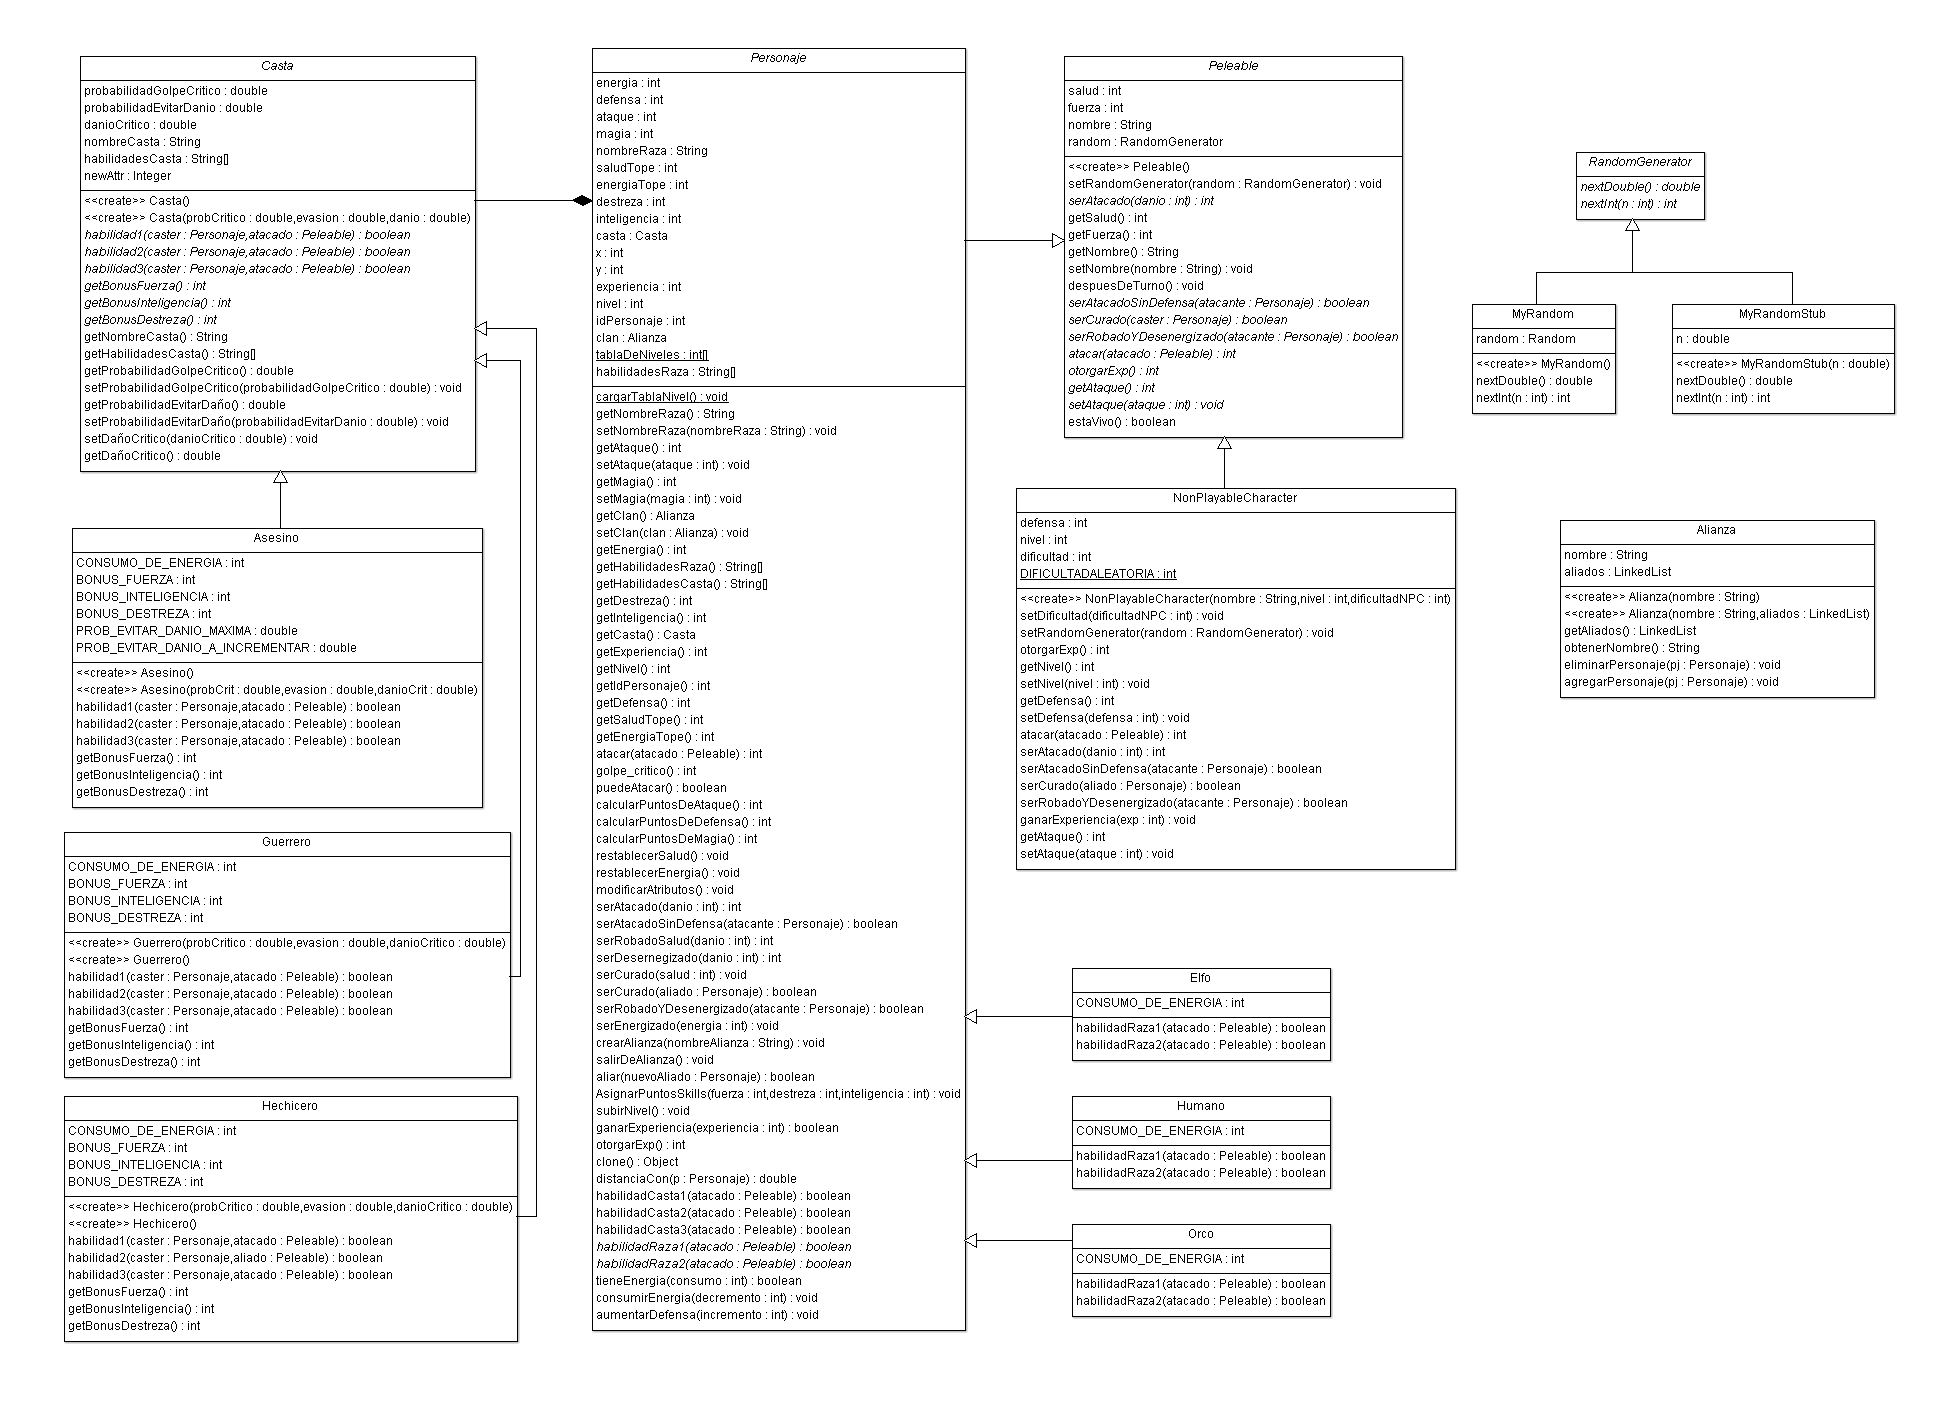 Casta
probabilidadGolpeCritico : double
probabilidadEvitarDanio : double
danioCritico : double
nombreCasta : String
habilidadesCasta : String[]
newAttr : Integer
<<create>> Casta()
<<create>> Casta(probCritico : double,evasion : double,danio : double)
habilidad1(caster : Personaje,atacado : Peleable) : boolean
habilidad2(caster : Personaje,atacado : Peleable) : boolean
habilidad3(caster : Personaje,atacado : Peleable) : boolean
getBonusFuerza() : int
getBonusInteligencia() : int
getBonusDestreza() : int
getNombreCasta() : String
getHabilidadesCasta() : String[]
getProbabilidadGolpeCritico() : double
setProbabilidadGolpeCritico(probabilidadGolpeCritico : double) : void
getProbabilidadEvitarDaño() : double
setProbabilidadEvitarDaño(probabilidadEvitarDanio : double) : void
setDañoCritico(danioCritico : double) : void
getDañoCritico() : double
Asesino
CONSUMO_DE_ENERGIA : int
BONUS_FUERZA : int
BONUS_INTELIGENCIA : int
BONUS_DESTREZA : int
PROB_EVITAR_DANIO_MAXIMA : double
PROB_EVITAR_DANIO_A_INCREMENTAR : double
<<create>> Asesino()
<<create>> Asesino(probCrit : double,evasion : double,danioCrit : double)
habilidad1(caster : Personaje,atacado : Peleable) : boolean
habilidad2(caster : Personaje,atacado : Peleable) : boolean
habilidad3(caster : Personaje,atacado : Peleable) : boolean
getBonusFuerza() : int
getBonusInteligencia() : int
getBonusDestreza() : int
Guerrero
CONSUMO_DE_ENERGIA : int
BONUS_FUERZA : int
BONUS_INTELIGENCIA : int
BONUS_DESTREZA : int
<<create>> Guerrero(probCritico : double,evasion : double,danioCritico : double)
<<create>> Guerrero()
habilidad1(caster : Personaje,atacado : Peleable) : boolean
habilidad2(caster : Personaje,atacado : Peleable) : boolean
habilidad3(caster : Personaje,atacado : Peleable) : boolean
getBonusFuerza() : int
getBonusInteligencia() : int
getBonusDestreza() : int
Hechicero
CONSUMO_DE_ENERGIA : int
BONUS_FUERZA : int
BONUS_INTELIGENCIA : int
BONUS_DESTREZA : int
<<create>> Hechicero(probCritico : double,evasion : double,danioCritico : double)
<<create>> Hechicero()
habilidad1(caster : Personaje,atacado : Peleable) : boolean
habilidad2(caster : Personaje,aliado : Peleable) : boolean
habilidad3(caster : Personaje,atacado : Peleable) : boolean
getBonusFuerza() : int
getBonusInteligencia() : int
getBonusDestreza() : int
Personaje
energia : int
defensa : int
ataque : int
magia : int
nombreRaza : String
saludTope : int
energiaTope : int
destreza : int
inteligencia : int
casta : Casta
x : int
y : int
experiencia : int
nivel : int
idPersonaje : int
clan : Alianza
tablaDeNiveles : int[]
habilidadesRaza : String[]
cargarTablaNivel() : void
getNombreRaza() : String
setNombreRaza(nombreRaza : String) : void
getAtaque() : int
setAtaque(ataque : int) : void
getMagia() : int
setMagia(magia : int) : void
getClan() : Alianza
setClan(clan : Alianza) : void
getEnergia() : int
getHabilidadesRaza() : String[]
getHabilidadesCasta() : String[]
getDestreza() : int
getInteligencia() : int
getCasta() : Casta
getExperiencia() : int
getNivel() : int
getIdPersonaje() : int
getDefensa() : int
getSaludTope() : int
getEnergiaTope() : int
atacar(atacado : Peleable) : int
golpe_critico() : int
puedeAtacar() : boolean
calcularPuntosDeAtaque() : int
calcularPuntosDeDefensa() : int
calcularPuntosDeMagia() : int
restablecerSalud() : void
restablecerEnergia() : void
modificarAtributos() : void
serAtacado(danio : int) : int
serAtacadoSinDefensa(atacante : Personaje) : boolean
serRobadoSalud(danio : int) : int
serDesernegizado(danio : int) : int
serCurado(salud : int) : void
serCurado(aliado : Personaje) : boolean
serRobadoYDesenergizado(atacante : Personaje) : boolean
serEnergizado(energia : int) : void
crearAlianza(nombreAlianza : String) : void
salirDeAlianza() : void
aliar(nuevoAliado : Personaje) : boolean
AsignarPuntosSkills(fuerza : int,destreza : int,inteligencia : int) : void
subirNivel() : void
ganarExperiencia(experiencia : int) : boolean
otorgarExp() : int
clone() : Object
distanciaCon(p : Personaje) : double
habilidadCasta1(atacado : Peleable) : boolean
habilidadCasta2(atacado : Peleable) : boolean
habilidadCasta3(atacado : Peleable) : boolean
habilidadRaza1(atacado : Peleable) : boolean
habilidadRaza2(atacado : Peleable) : boolean
tieneEnergia(consumo : int) : boolean
consumirEnergia(decremento : int) : void
aumentarDefensa(incremento : int) : void
Peleable
salud : int
fuerza : int
nombre : String
random : RandomGenerator
<<create>> Peleable()
setRandomGenerator(random : RandomGenerator) : void
serAtacado(danio : int) : int
getSalud() : int
getFuerza() : int
getNombre() : String
setNombre(nombre : String) : void
despuesDeTurno() : void
serAtacadoSinDefensa(atacante : Personaje) : boolean
serCurado(caster : Personaje) : boolean
serRobadoYDesenergizado(atacante : Personaje) : boolean
atacar(atacado : Peleable) : int
otorgarExp() : int
getAtaque() : int
setAtaque(ataque : int) : void
estaVivo() : boolean
NonPlayableCharacter
defensa : int
nivel : int
dificultad : int
DIFICULTADALEATORIA : int
<<create>> NonPlayableCharacter(nombre : String,nivel : int,dificultadNPC : int)
setDificultad(dificultadNPC : int) : void
setRandomGenerator(random : RandomGenerator) : void
otorgarExp() : int
getNivel() : int
setNivel(nivel : int) : void
getDefensa() : int
setDefensa(defensa : int) : void
atacar(atacado : Peleable) : int
serAtacado(danio : int) : int
serAtacadoSinDefensa(atacante : Personaje) : boolean
serCurado(aliado : Personaje) : boolean
serRobadoYDesenergizado(atacante : Personaje) : boolean
ganarExperiencia(exp : int) : void
getAtaque() : int
setAtaque(ataque : int) : void
Elfo
CONSUMO_DE_ENERGIA : int
habilidadRaza1(atacado : Peleable) : boolean
habilidadRaza2(atacado : Peleable) : boolean
Humano
CONSUMO_DE_ENERGIA : int
habilidadRaza1(atacado : Peleable) : boolean
habilidadRaza2(atacado : Peleable) : boolean
Orco
CONSUMO_DE_ENERGIA : int
habilidadRaza1(atacado : Peleable) : boolean
habilidadRaza2(atacado : Peleable) : boolean
RandomGenerator
nextDouble() : double
nextInt(n : int) : int
MyRandom
random : Random
<<create>> MyRandom()
nextDouble() : double
nextInt(n : int) : int
MyRandomStub
n : double
<<create>> MyRandomStub(n : double)
nextDouble() : double
nextInt(n : int) : int
Alianza
nombre : String
aliados : LinkedList
<<create>> Alianza(nombre : String)
<<create>> Alianza(nombre : String,aliados : LinkedList)
getAliados() : LinkedList
obtenerNombre() : String
eliminarPersonaje(pj : Personaje) : void
agregarPersonaje(pj : Personaje) : void